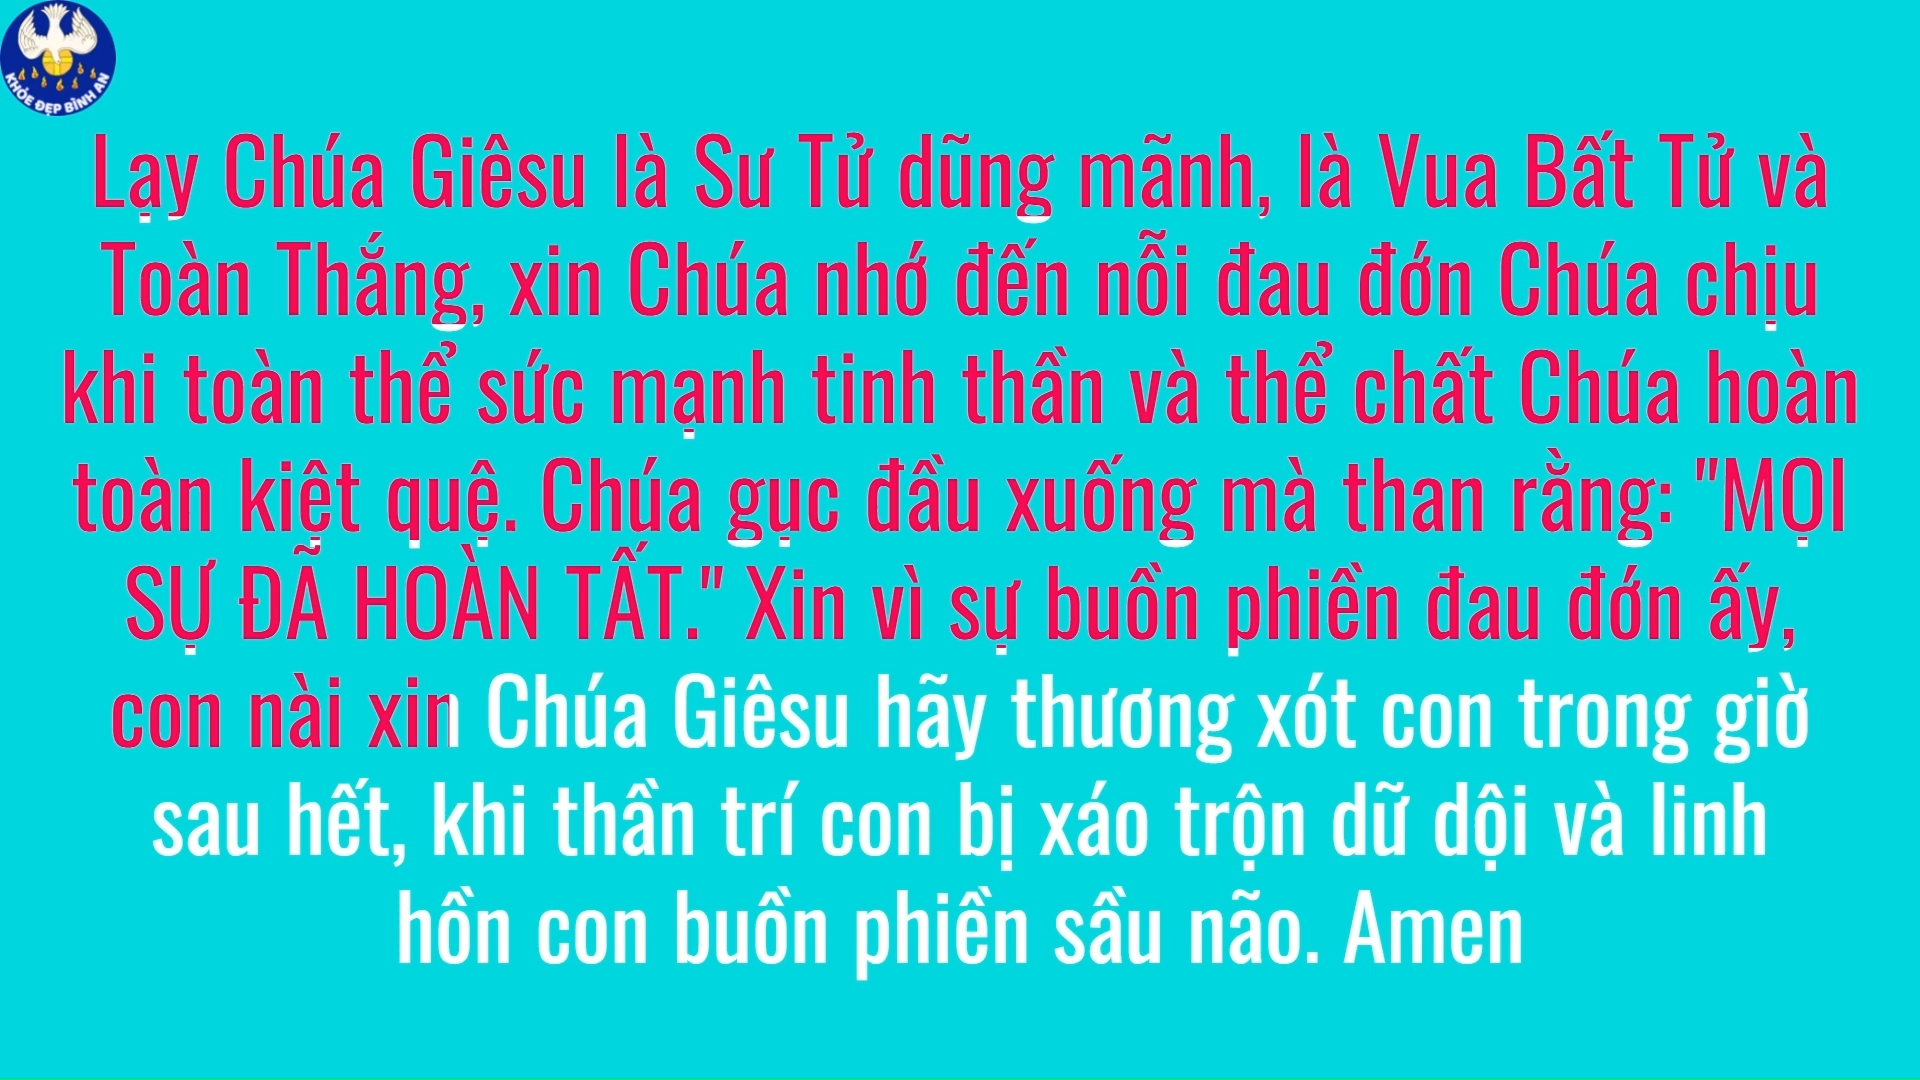 KHỎE ĐẸP BÌNH AN
Lạy Chúa Giêsu là Sư Tử dũng mãnh, là Vua Bất Tử và
Toàn Thắng, xin Chúa nhớ đến nỗi đau đớn Chúa chịu
khi toàn thể sức mạnh tinh thần và thể chất Chúa hoàn
toàn kiệt quệ. Chúa gục đầu xuống mà than rằng: "MỌI
SỰ ĐÃ HOÀN TẤT." Xin vì sự buồn phiền đau đớn ấy,
con nài xin Chúa Giêsu hãy thương xót con trong giờ
sau hết, khi thần trí con bị xáo trộn dữ dội và linh
hồn con buồn phiền sầu não. Amen